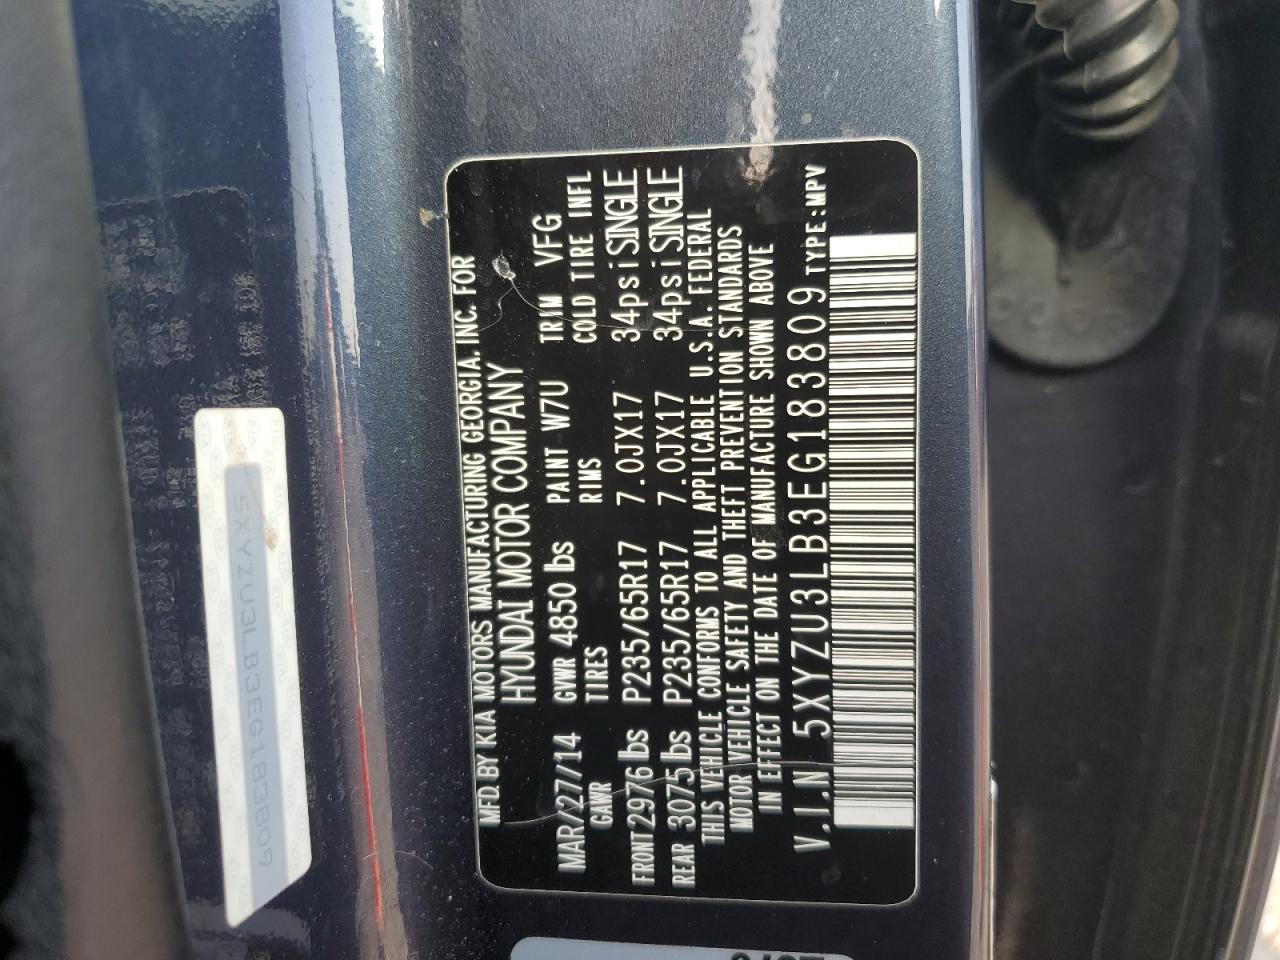 MFD. BY KIA MOTORS MANUFACTURING GEORGIA, INC. FOR
HYUNDAI MOTOR COMPANY
MAR/27/14 GVWR 4850 lbs PAINT W7U TRIM VFG
GAWR TIRES RIMS COLD TIRE INFL
FRONT 2976 lbs P235/65R17 7.0JX17 34psi SINGLE
REAR 3075 lbs P235/65R17 7.0JX17 34psi SINGLE
THIS VEHICLE CONFORMS TO ALL APPLICABLE U.S.A. FEDERAL
MOTOR VEHICLE SAFETY AND THEFT PREVENTION STANDARDS
IN EFFECT ON THE DATE OF MANUFACTURE SHOWN ABOVE
V.I.N 5XYZU3LB3EG183809 TYPE:MPV
5XYZU3LB3EG183809